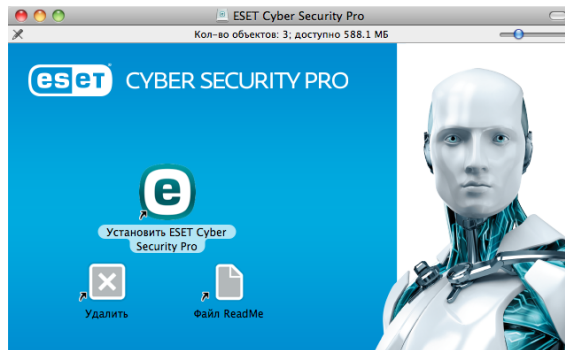 ESET Cyber Security Pro
Кол-во объектов: 3; доступно 588.1 МБ
eset CYBER SECURITY PRO
e
Установить ESET Cyber
Security Pro
Удалить
Файл ReadMe